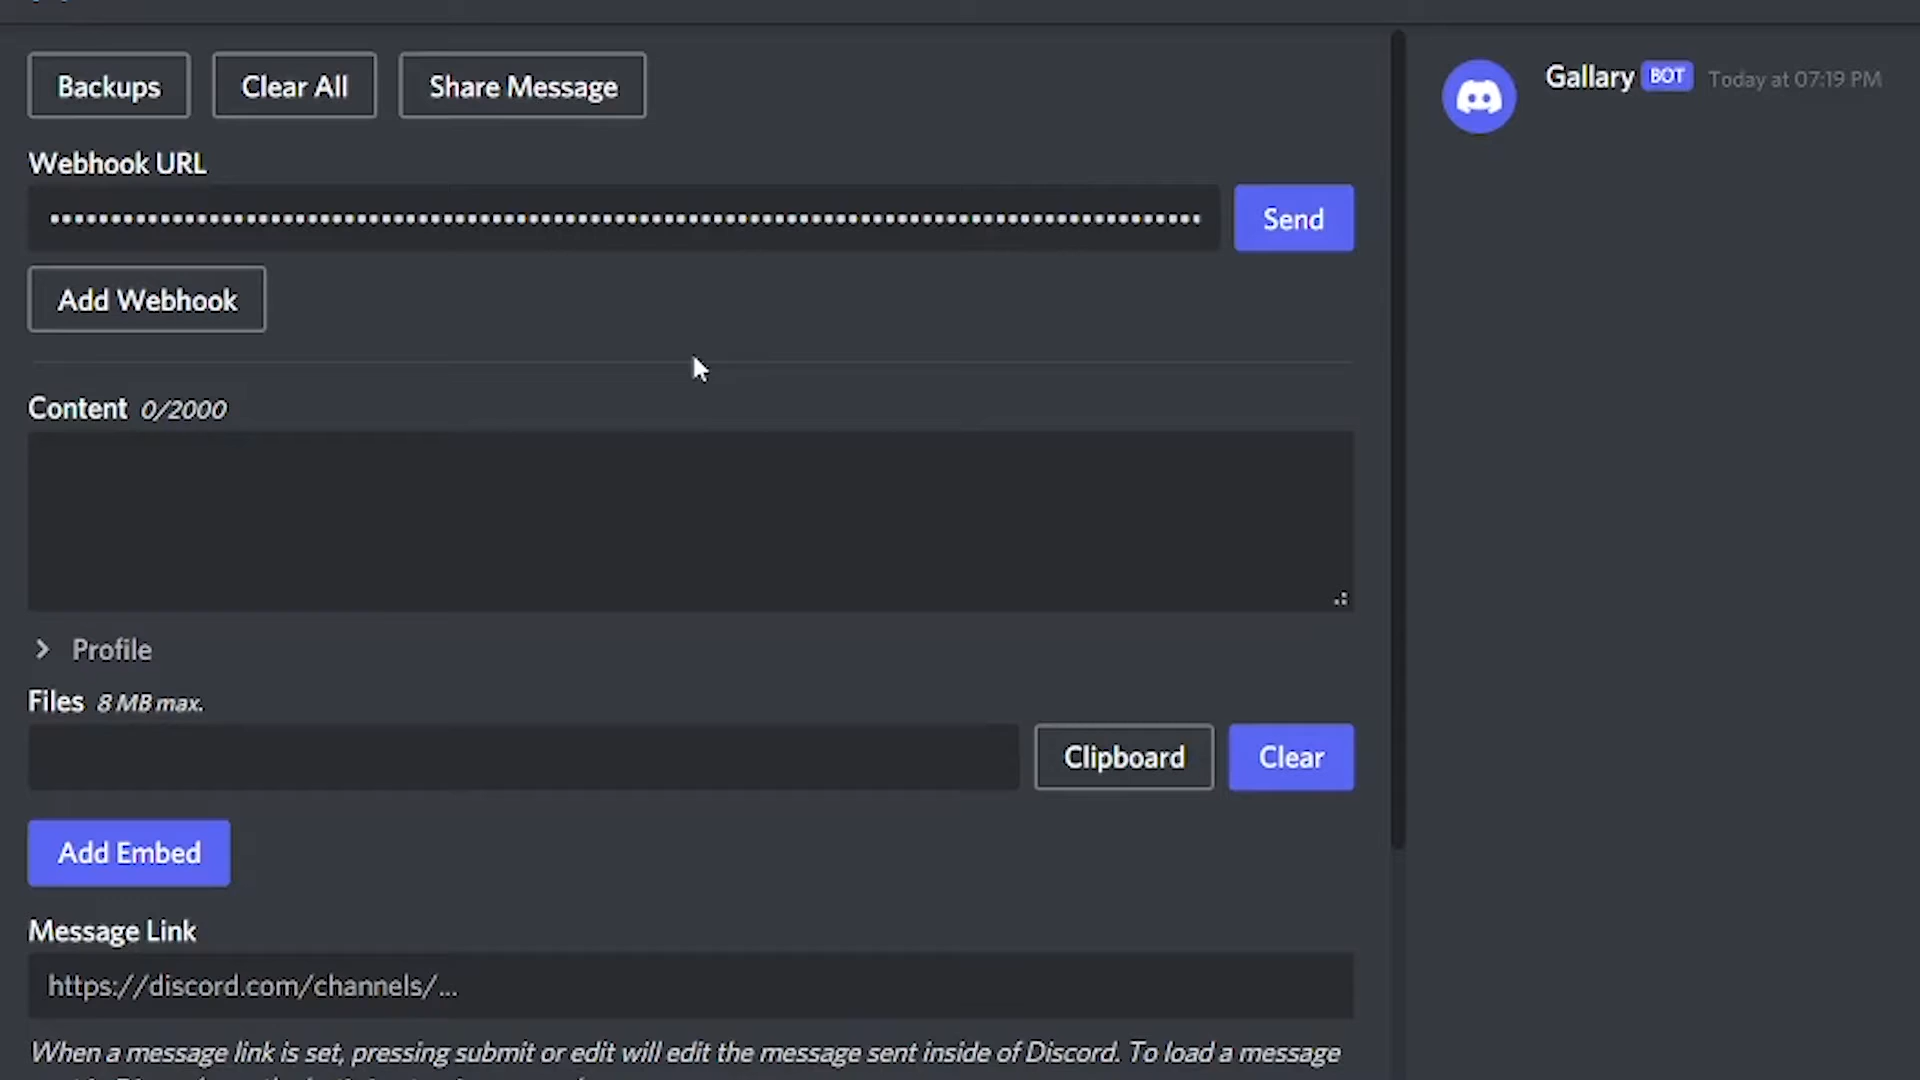 Backups Clear All Share Message
Gallary BOT Today at 07:19 PM
Webhook URL
Send
Add Webhook
Content 0/2000
Profile
Files 8 MB max.
Clipboard Clear
Add Embed
Message Link
https://discord.com/channels/...
When a message link is set, pressing submit or edit will edit the message sent inside of Discord. To load a message